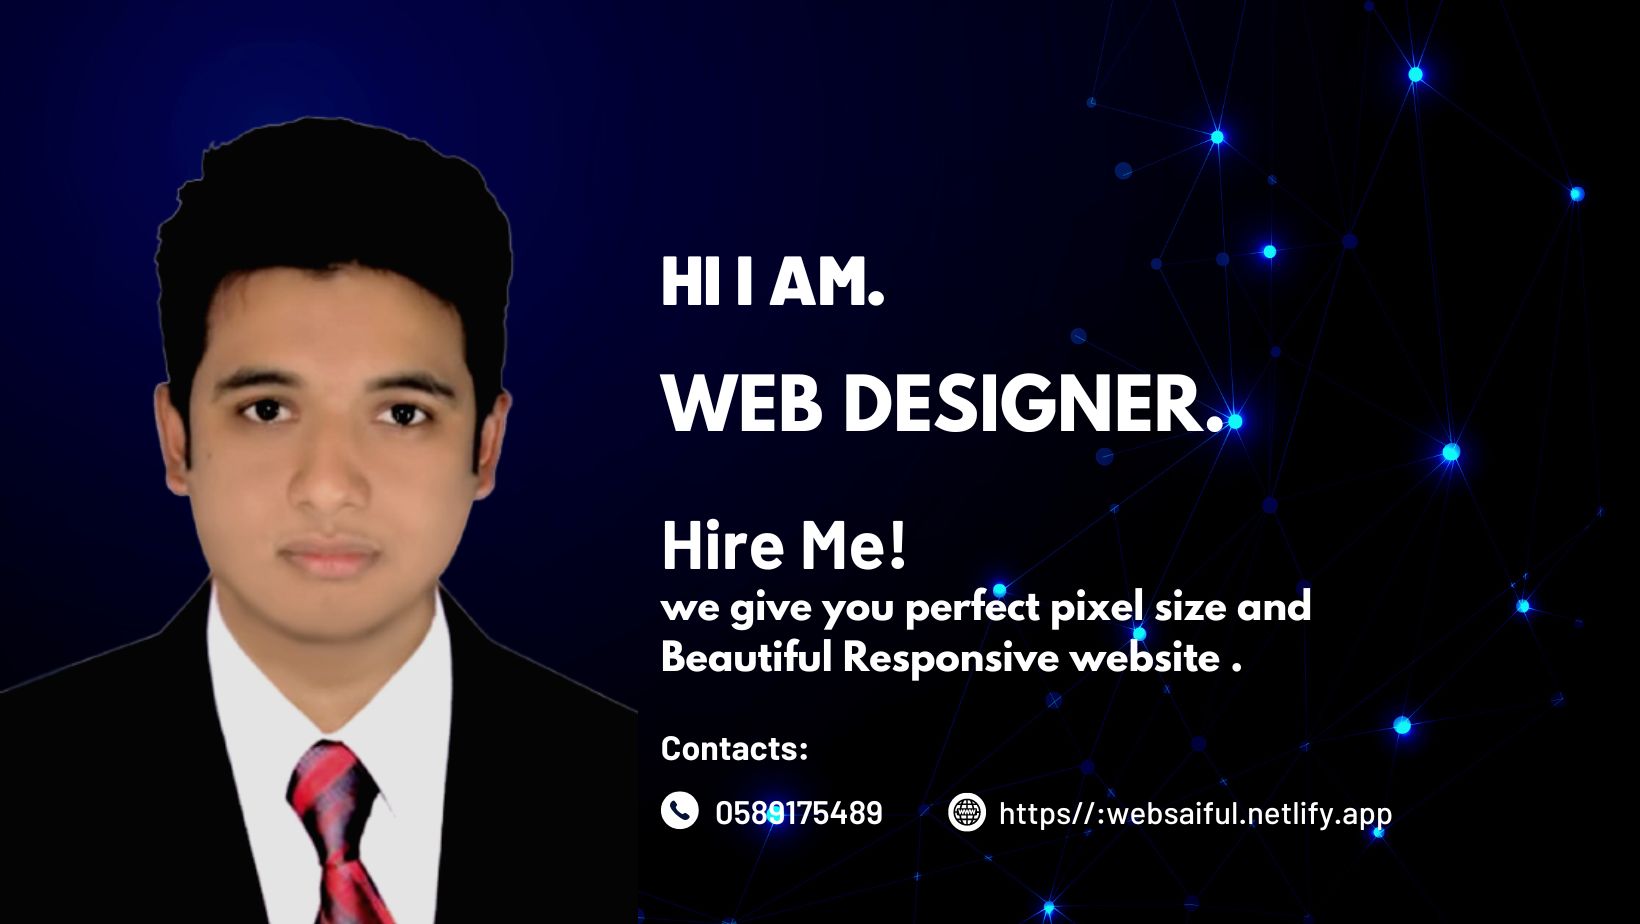 HI I AM.
WEB DESIGNER.
Hire Me!
we give you perfect pixel size and
Beautiful Responsive website .
Contacts:
0589175489
https//:websaiful.netlify.app